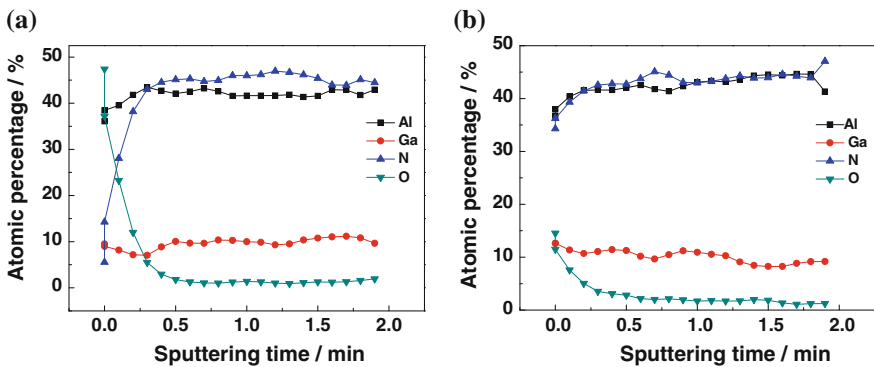 (a)
Atomic percentage / %
50
40
30
20
10
0
Al
Ga
N
O
0.0 0.5 1.0 1.5 2.0
Sputtering time / min
(b)
Atomic percentage / %
50
40
30
20
10
0
Al
Ga
N
O
0.0 0.5 1.0 1.5 2.0
Sputtering time / min